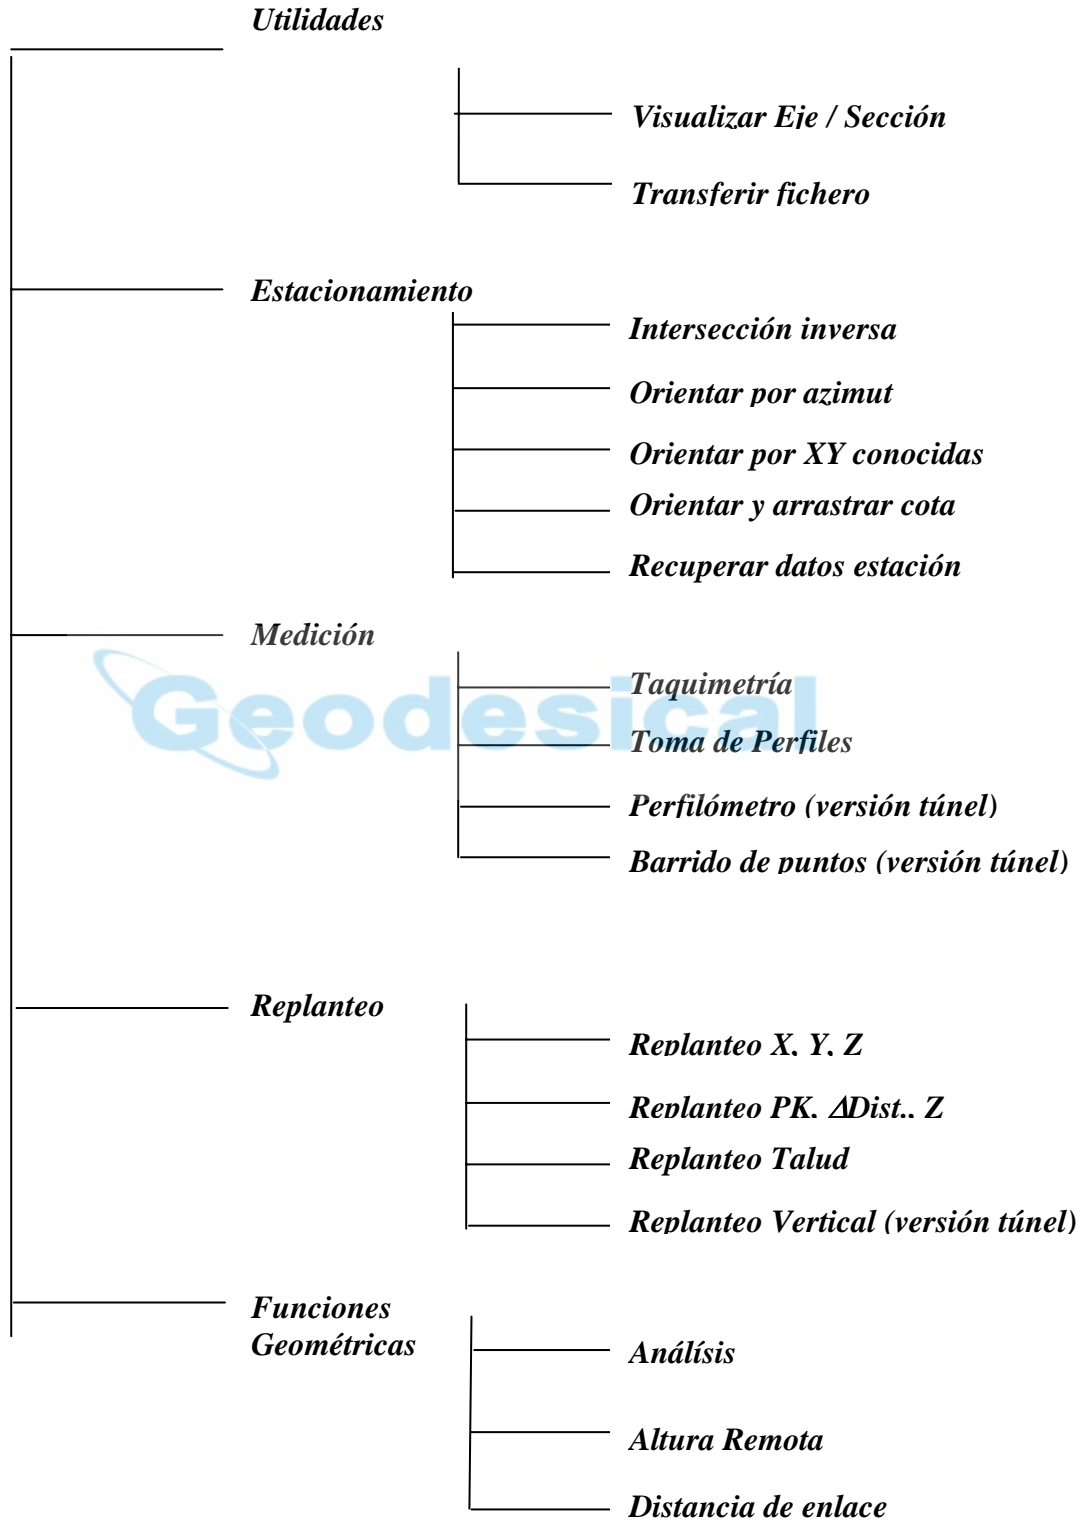 Utilidades
Visualizar Eje / Sección
Transferir fichero
Estacionamiento
Intersección inversa
Orientar por azimut
Orientar por XY conocidas
Orientar y arrastrar cota
Recuperar datos estación
Medición
Geodesical
Taquimetría
Toma de Perfiles
Perfilómetro (versión túnel)
Barrido de puntos (versión túnel)
Replanteo
Replanteo X, Y, Z
Replanteo PK, ΔDist., Z
Replanteo Talud
Replanteo Vertical (versión túnel)
Funciones
Geométricas
Análísis
Altura Remota
Distancia de enlace